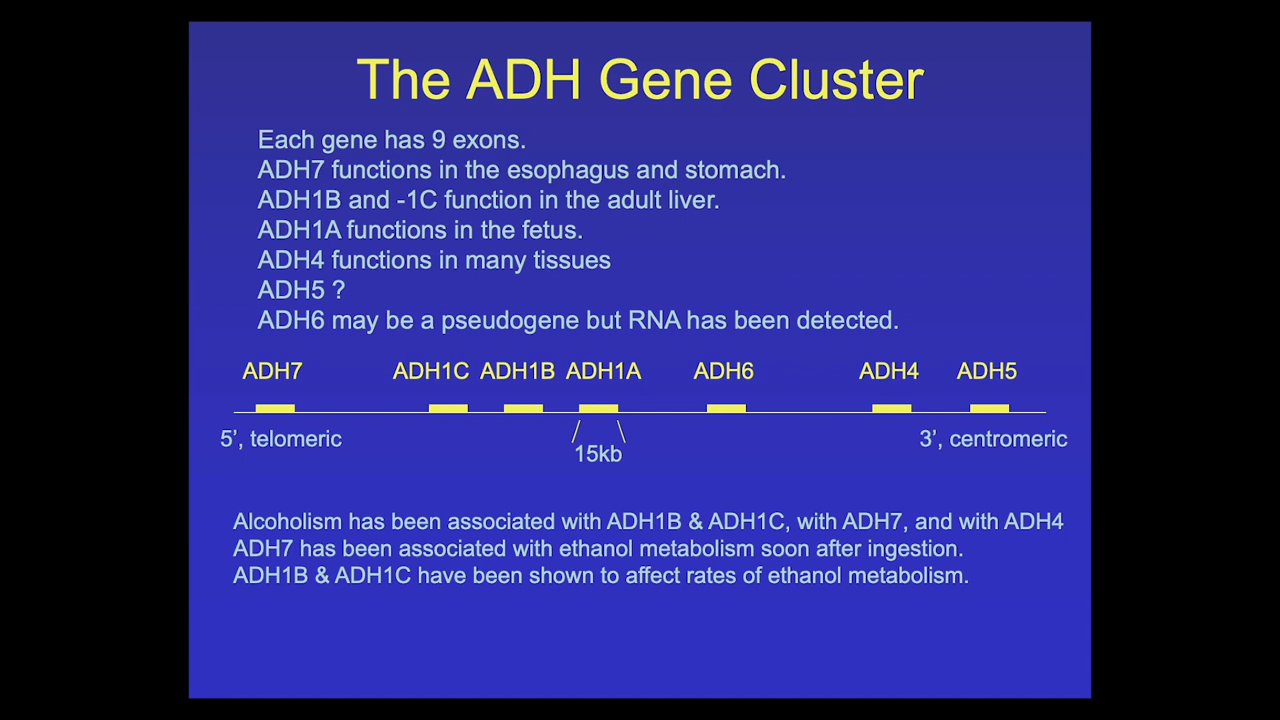 The ADH Gene Cluster
Each gene has 9 exons.
ADH7 functions in the esophagus and stomach.
ADH1B and -1C function in the adult liver.
ADH1A functions in the fetus.
ADH4 functions in many tissues
ADH5 ?
ADH6 may be a pseudogene but RNA has been detected.
ADH7 ADH1C ADH1B ADH1A ADH6 ADH4 ADH5
5’, telomeric 3’, centromeric
15kb
Alcoholism has been associated with ADH1B & ADH1C, with ADH7, and with ADH4
ADH7 has been associated with ethanol metabolism soon after ingestion.
ADH1B & ADH1C have been shown to affect rates of ethanol metabolism.